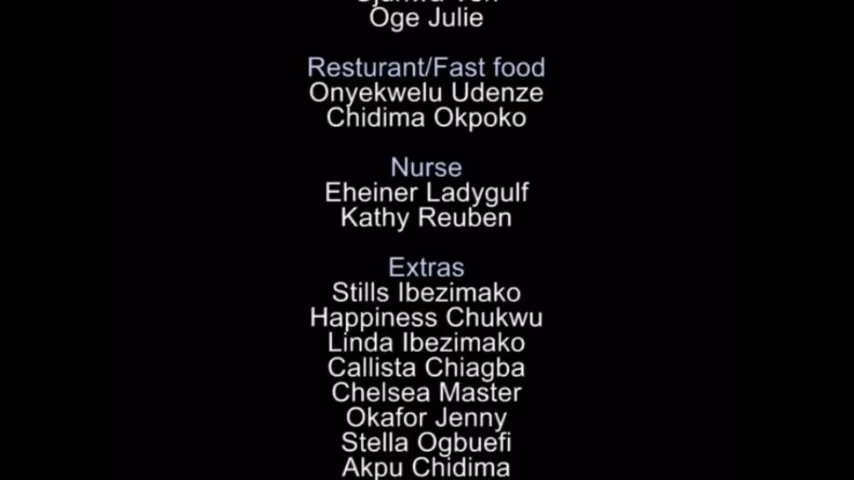 Oge Julie
Resturant/Fast food
Onyekwelu Udenze
Chidima Okpoko
Nurse
Eheiner Ladygulf
Kathy Reuben
Extras
Stills Ibezimako
Happiness Chukwu
Linda Ibezimako
Callista Chiagba
Chelsea Master
Okafor Jenny
Stella Ogbuefi
Akpu Chidima